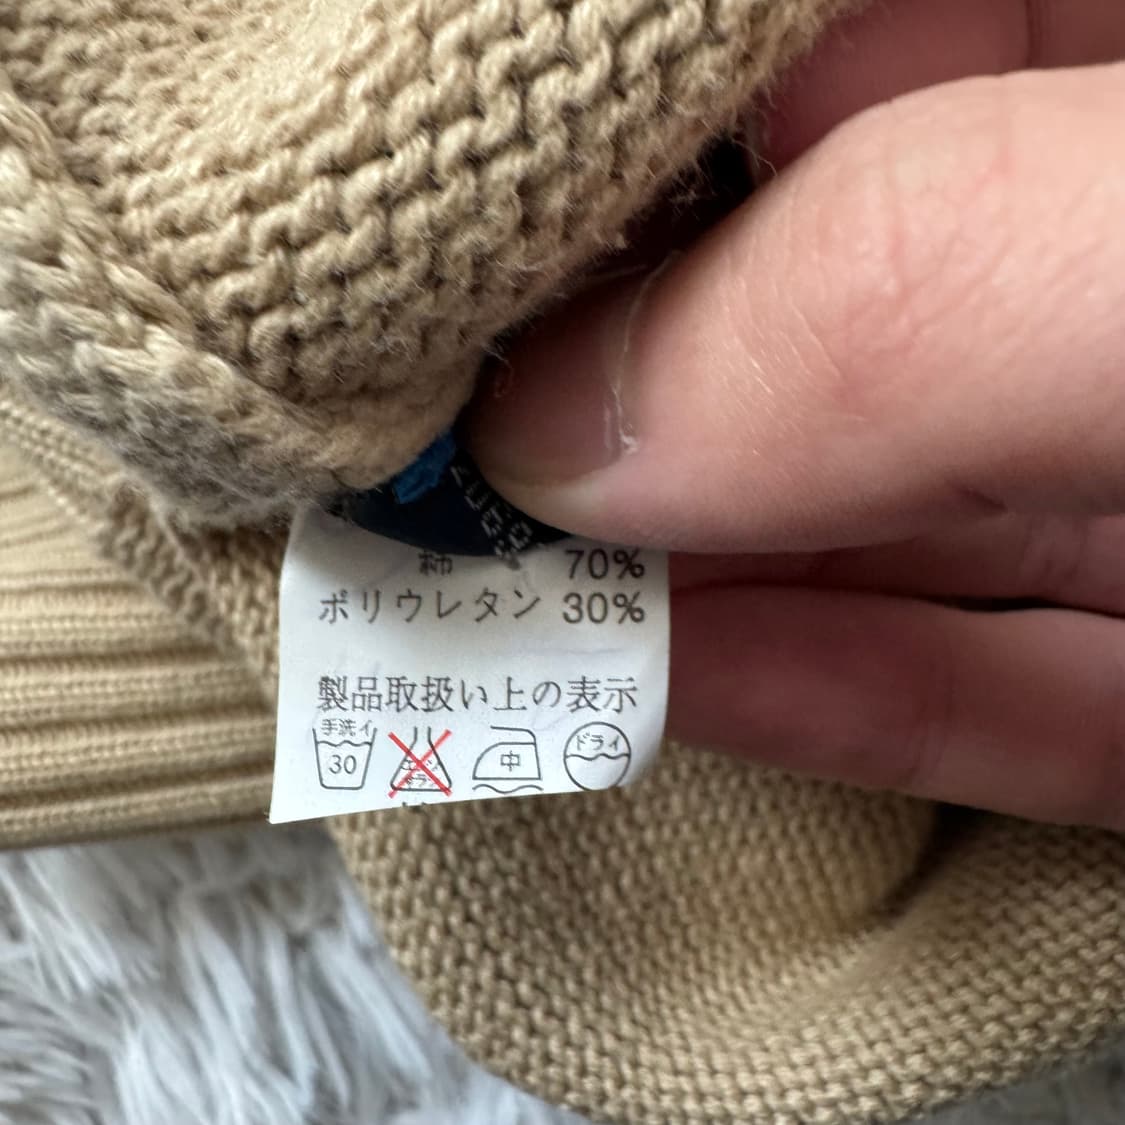 綿 70%
ポリウレタン 30%
製品取扱い上の表示
手洗イ
30
中
ドライ